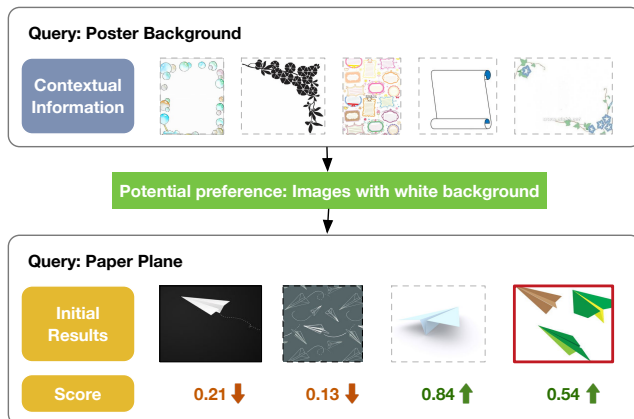 Query: Poster Background
Contextual
Information
Potential preference: Images with white background
Query: Paper Plane
Initial
Results
Score
0.21
0.13
0.84
0.54